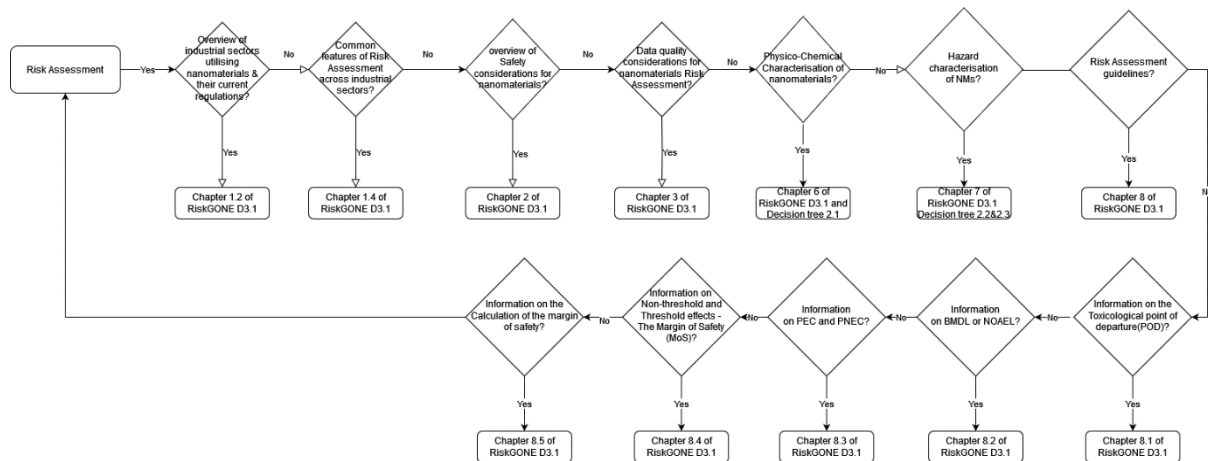 Risk Assessment
Yes
Overview of
industrial sectors
utilising
nanomaterials &
their current
regulations?
No
Common
features of Risk
Assessment
across industrial
sectors?
No
overview of
Safety
considerations for
nanomaterials?
No
Data quality
considerations for
nanomaterials Risk
Assessment?
No
Physico-Chemical
Characterisation of
nanomaterials?
No
Hazard
characterisation
of NMs?
Risk Assessment
guidelines?
No
Yes
Yes
Yes
Yes
Yes
Yes
Yes
Chapter 1.2 of
RiskGONE D3.1
Chapter 1.4 of
RiskGONE D3.1
Chapter 2 of
RiskGONE D3.1
Chapter 3 of
RiskGONE D3.1
Chapter 6 of
RiskGONE D3.1 and
Decision tree 2.1
Chapter 7 of
RiskGONE D3.1
Decision tree 2.2&2.3
Chapter 8 of
RiskGONE D3.1
Information on the
Calculation of the margin
of safety?
No
Information on
Non-threshold and
Threshold effects -
The Margin of Safety
(MoS)?
No
Information
on PEC and PNEC?
No
Information
on BMDL or NOAEL?
No
Information on the
Toxicological point of
departure(POD)?
Yes
Yes
Yes
Yes
Yes
Chapter 8.5 of
RiskGONE D3.1
Chapter 8.4 of
RiskGONE D3.1
Chapter 8.3 of
RiskGONE D3.1
Chapter 8.2 of
RiskGONE D3.1
Chapter 8.1 of
RiskGONE D3.1